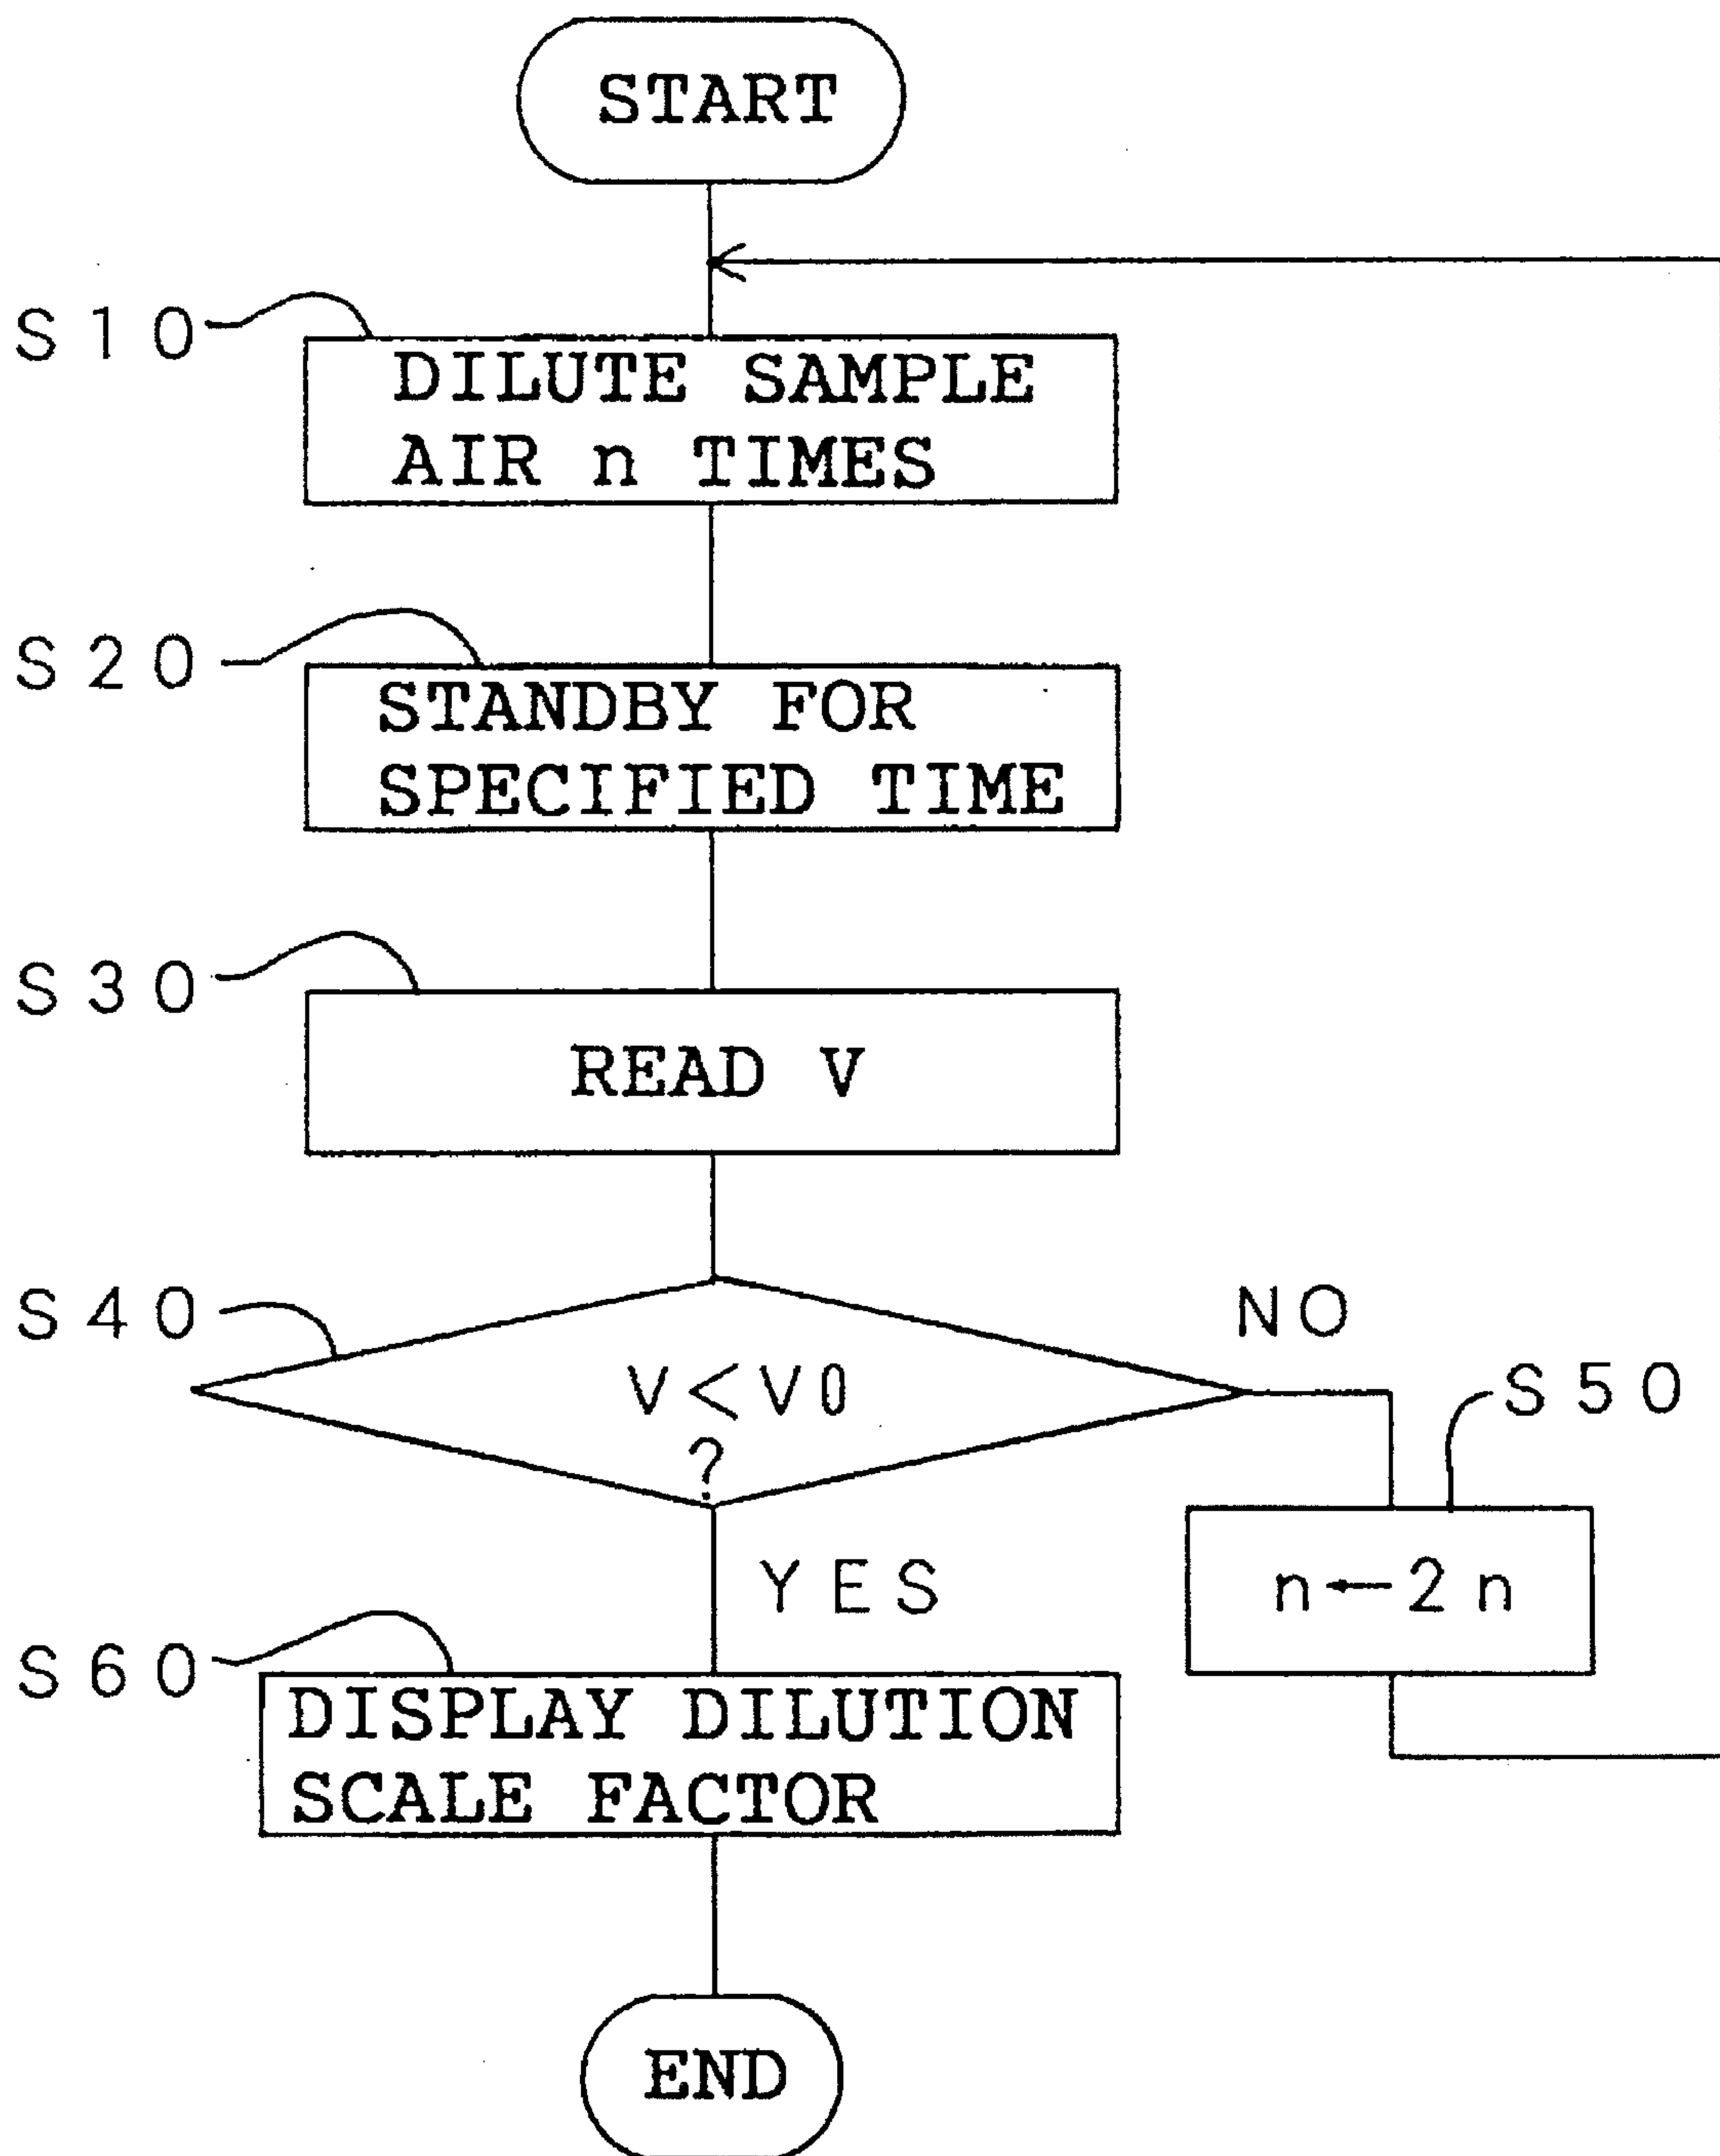 START
S10
DILUTE SAMPLE
AIR n TIMES
S20
STANDBY FOR
SPECIFIED TIME
S30
READ V
S40
V<V0
?
NO
S50
n←2n
YES
S60
DISPLAY DILUTION
SCALE FACTOR
END